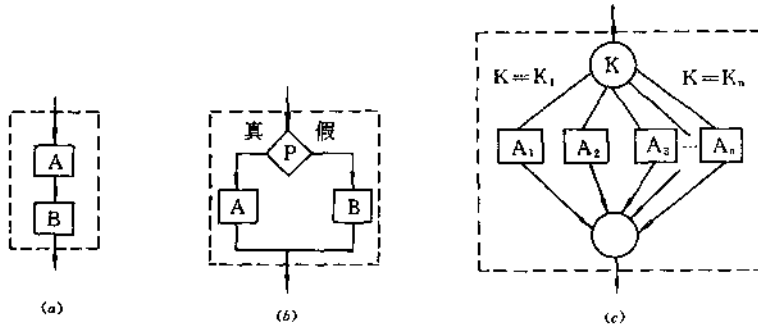 A
B
(a)
真 假
P
A B
(b)
K
K=K₁ K=Kₙ
A₁ A₂ A₃ … Aₙ
(c)